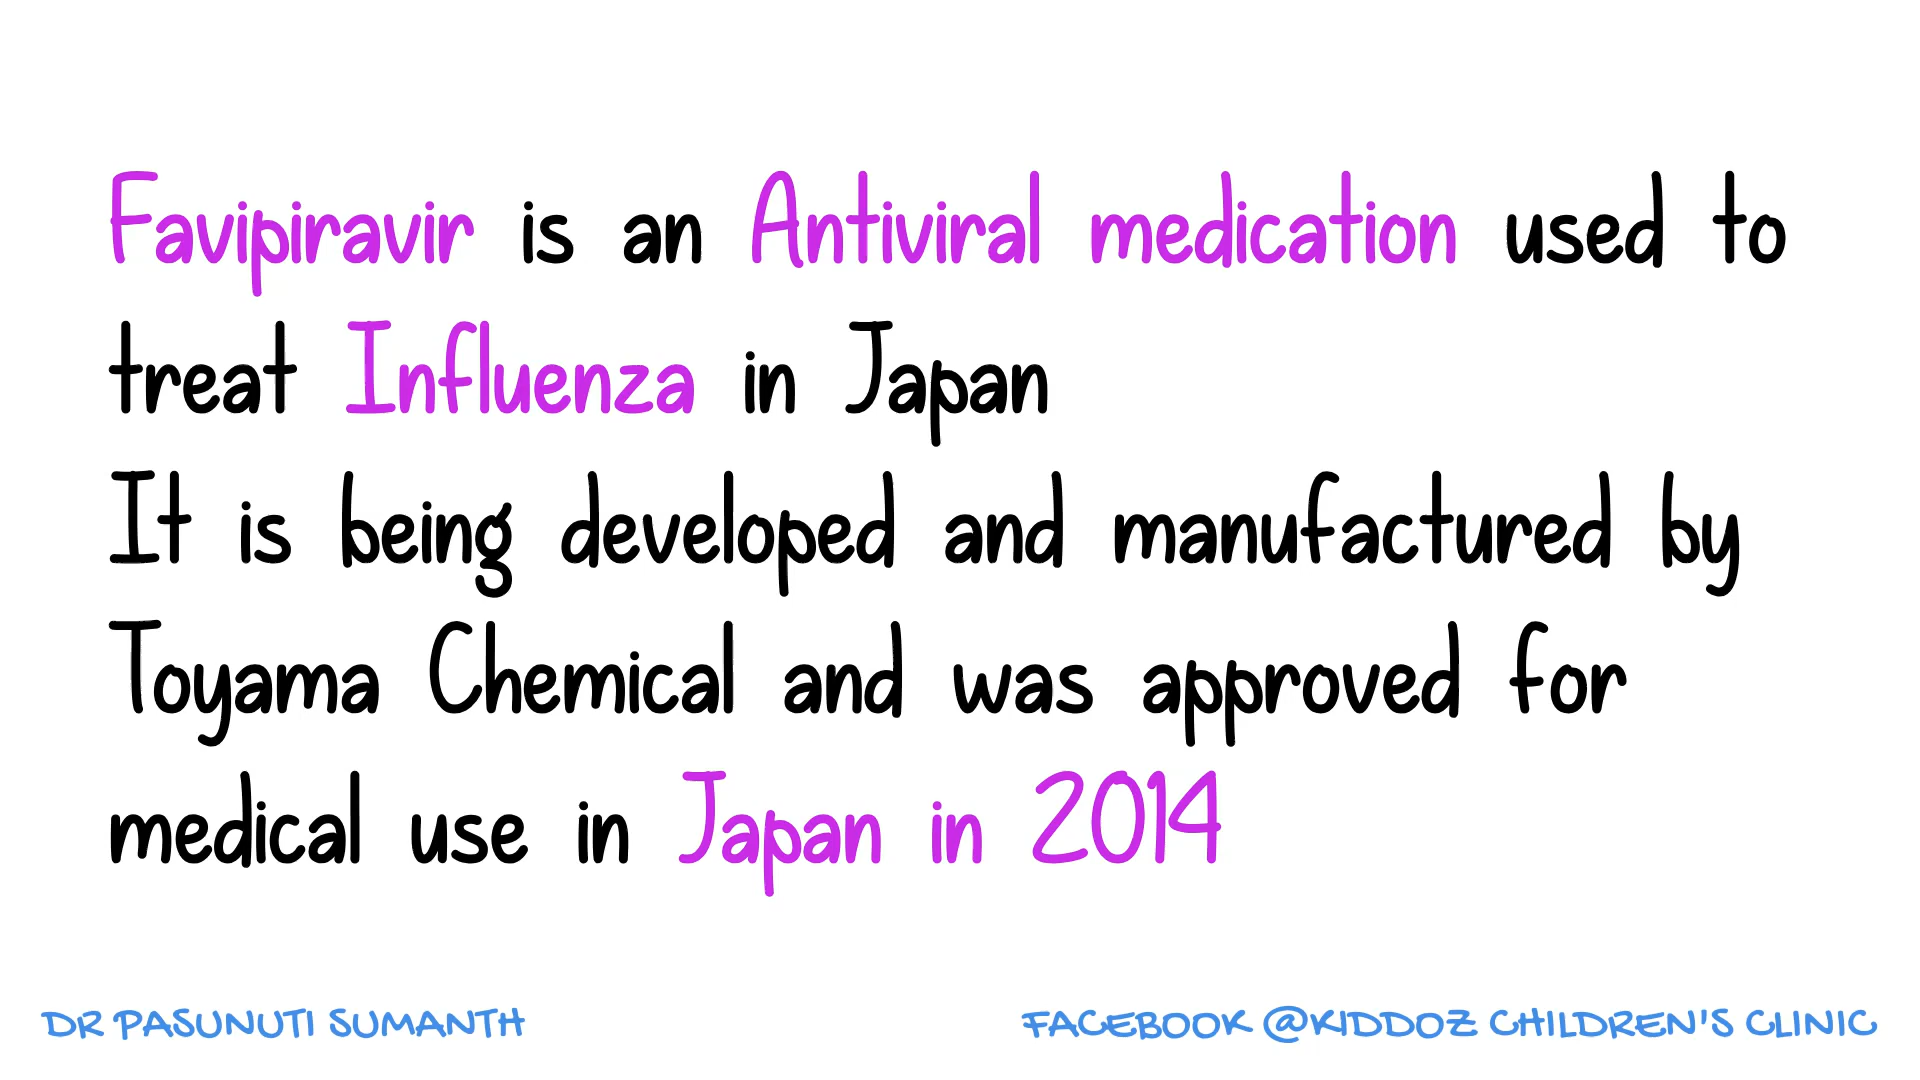 Favipiravir is an Antiviral medication used to
treat Influenza in Japan
It is being developed and manufactured by
Toyama Chemical and was approved for
medical use in Japan in 2014
DR PASUNUTI SUMANTH
FACEBOOK @KIDDOZ CHILDREN'S CLINIC